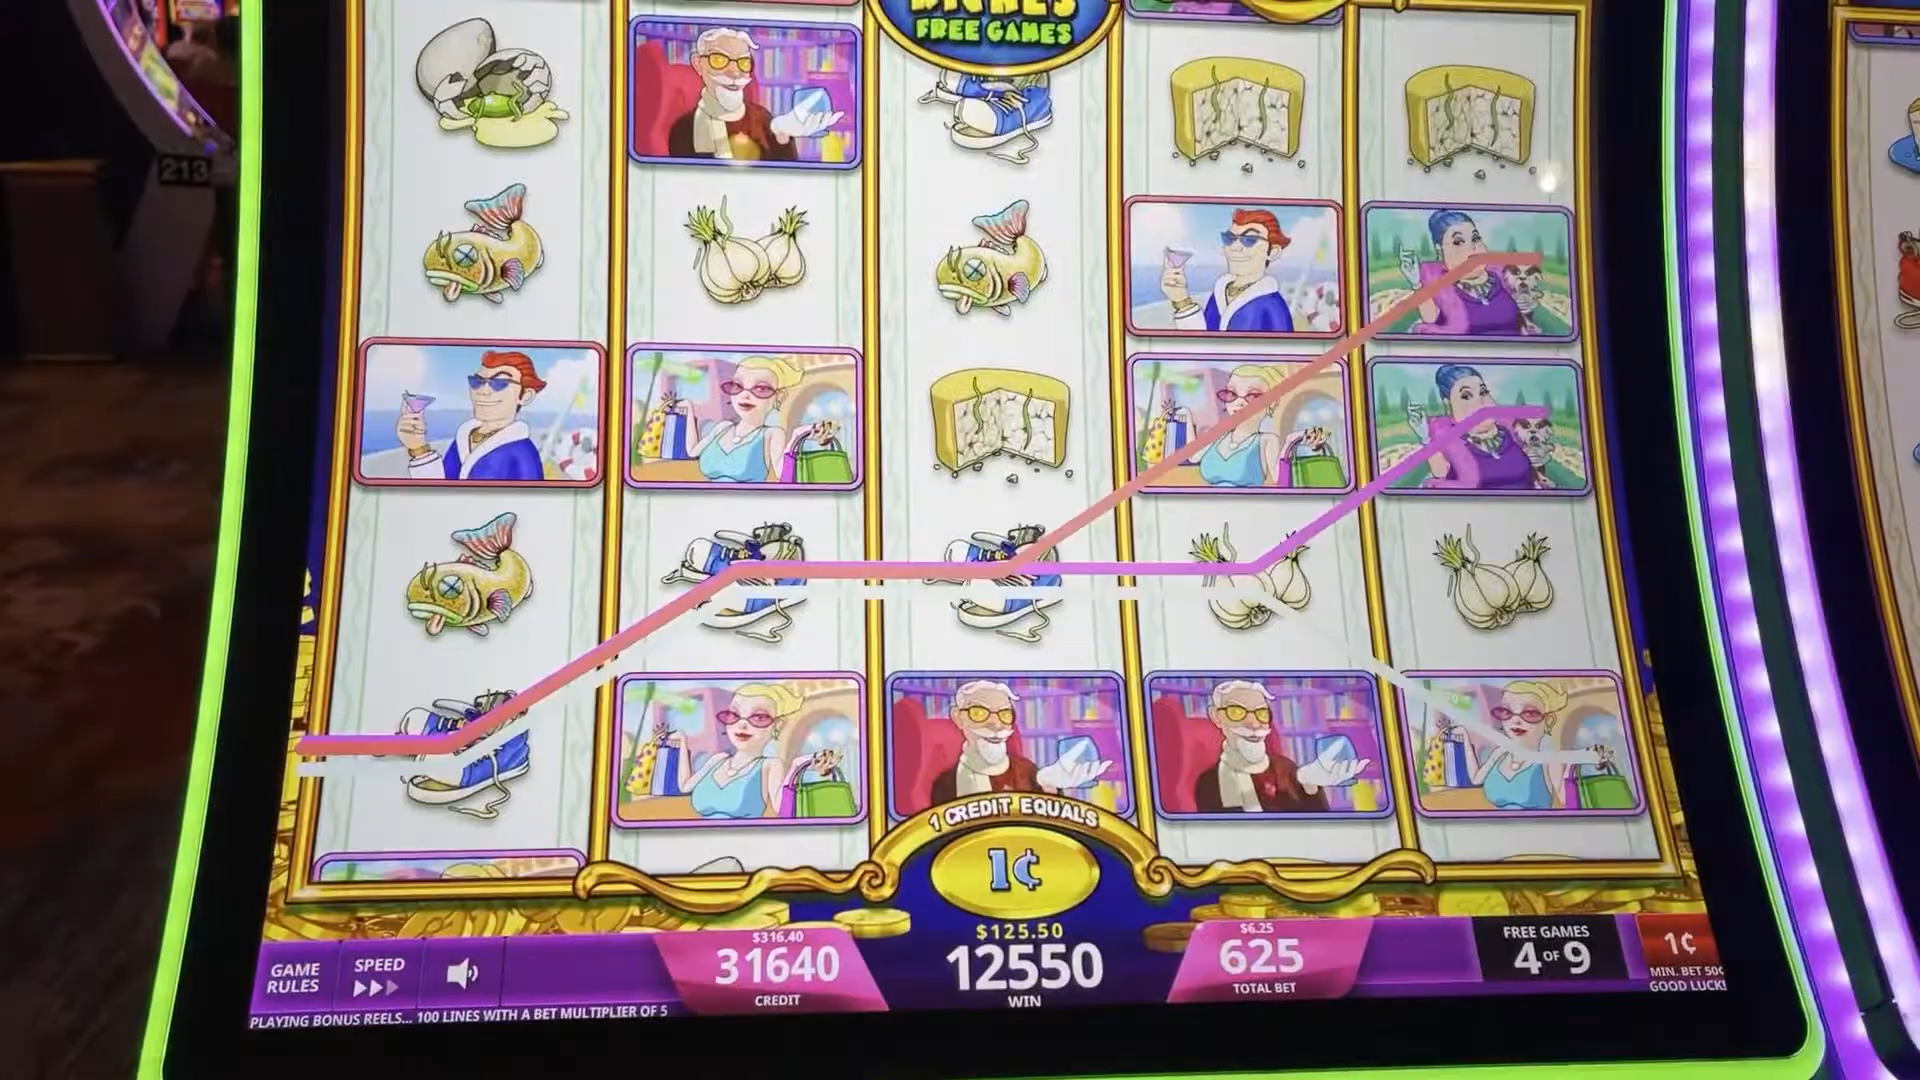 RICHES
FREE GAMES
213
1 CREDIT EQUALS
1¢
GAME
RULES
SPEED
$316.40
31640
CREDIT
$125.50
12550
WIN
$6.25
625
TOTAL BET
FREE GAMES
4 OF 9
1¢
MIN. BET 50¢
GOOD LUCK!
PLAYING BONUS REELS... 100 LINES WITH A BET MULTIPLIER OF 5